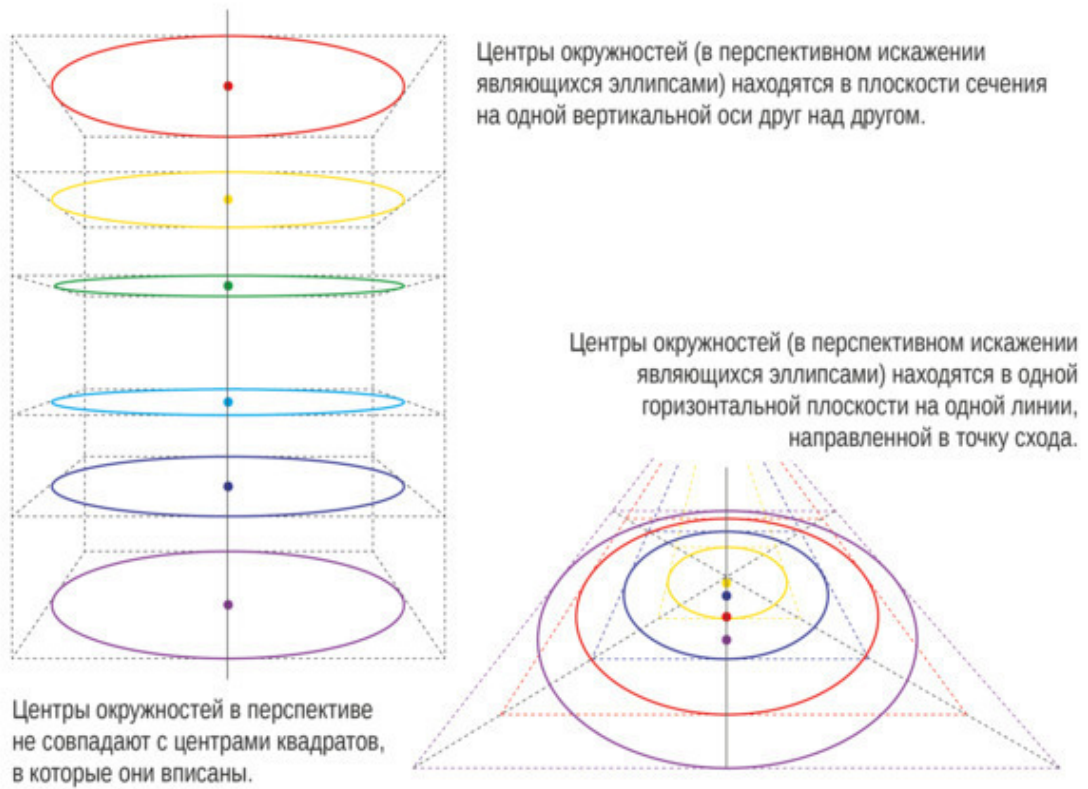 Центры окружностей (в перспективном искажении
являющихся эллипсами) находятся в плоскости сечения
на одной вертикальной оси друг над другом.
Центры окружностей (в перспективном искажении
являющихся эллипсами) находятся в одной
горизонтальной плоскости на одной линии,
направленной в точку схода.
Центры окружностей в перспективе
не совпадают с центрами квадратов,
в которые они вписаны.